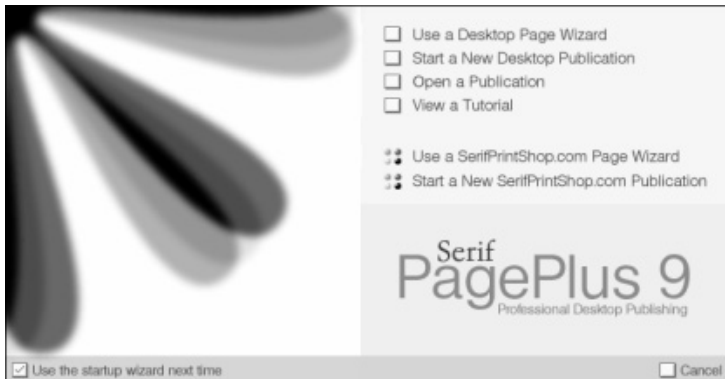 Use a Desktop Page Wizard
Start a New Desktop Publication
Open a Publication
View a Tutorial
Use a SerifPrintShop.com Page Wizard
Start a New SerifPrintShop.com Publication
Serif
PagePlus 9
Professional Desktop Publishing
Use the startup wizard next time
Cancel